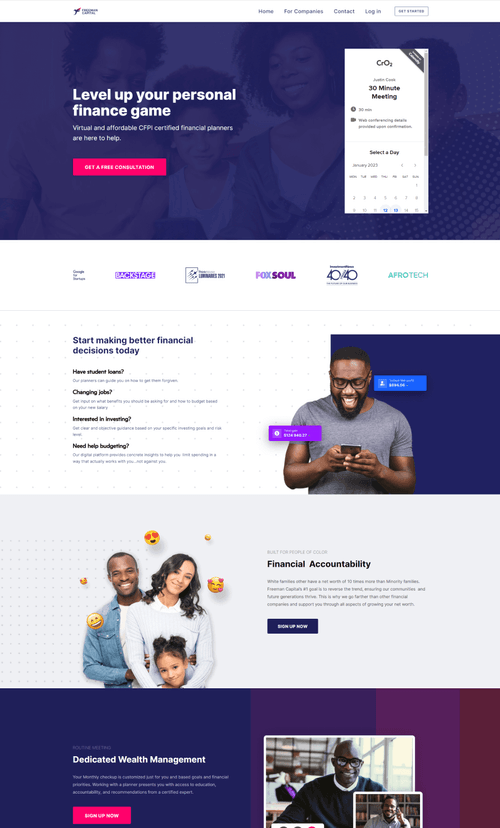 FREEMAN
CAPITAL
Home For Companies Contact Log in GET STARTED
Level up your personal
finance game
Virtual and affordable CFPl certified financial planners
are here to help.
GET A FREE CONSULTATION
CrO₂
Justin Cook
30 Minute
Meeting
30 min
Web conferencing details
provided upon confirmation.
Select a Day
January 2023
MON TUE WED THU FRI SAT SUN
1
2 3 4 5 6 7 8
9 10 11 12 13 14 15
Google
for
Startups
BACKSTAGE
LUMINARIES 2021
FOX SOUL
40/40
AFROTECH
Start making better financial
decisions today
Have student loans?
Our planners can guide you on how to get them forgiven.
Changing jobs?
Get input on what benefits you should be asking for and how to budget
based on your new salary
Interested in investing?
Get clear and objective guidance based on your specific investing goals and risk
level.
Need help budgeting?
Our digital platform provides concrete insights to help you limit spending in a
way that actually works with you...not against you.
BUILT FOR PEOPLE OF COLOR
Financial Accountability
White families often have a net worth of 10 times more than Minority families.
Freeman Capital's #1 goal is to reverse the trend, ensuring our communities and
future generations thrive. This is why we go farther than other financial
companies and support you through all aspects of growing your net worth.
SIGN UP NOW
ROUTINE MEETING
Dedicated Wealth Management
Your Monthly checkup is customized just for you and based goals and financial
priorities. Working with a planner presents you with access to education,
accountability, and recommendations from a certified expert.
SIGN UP NOW